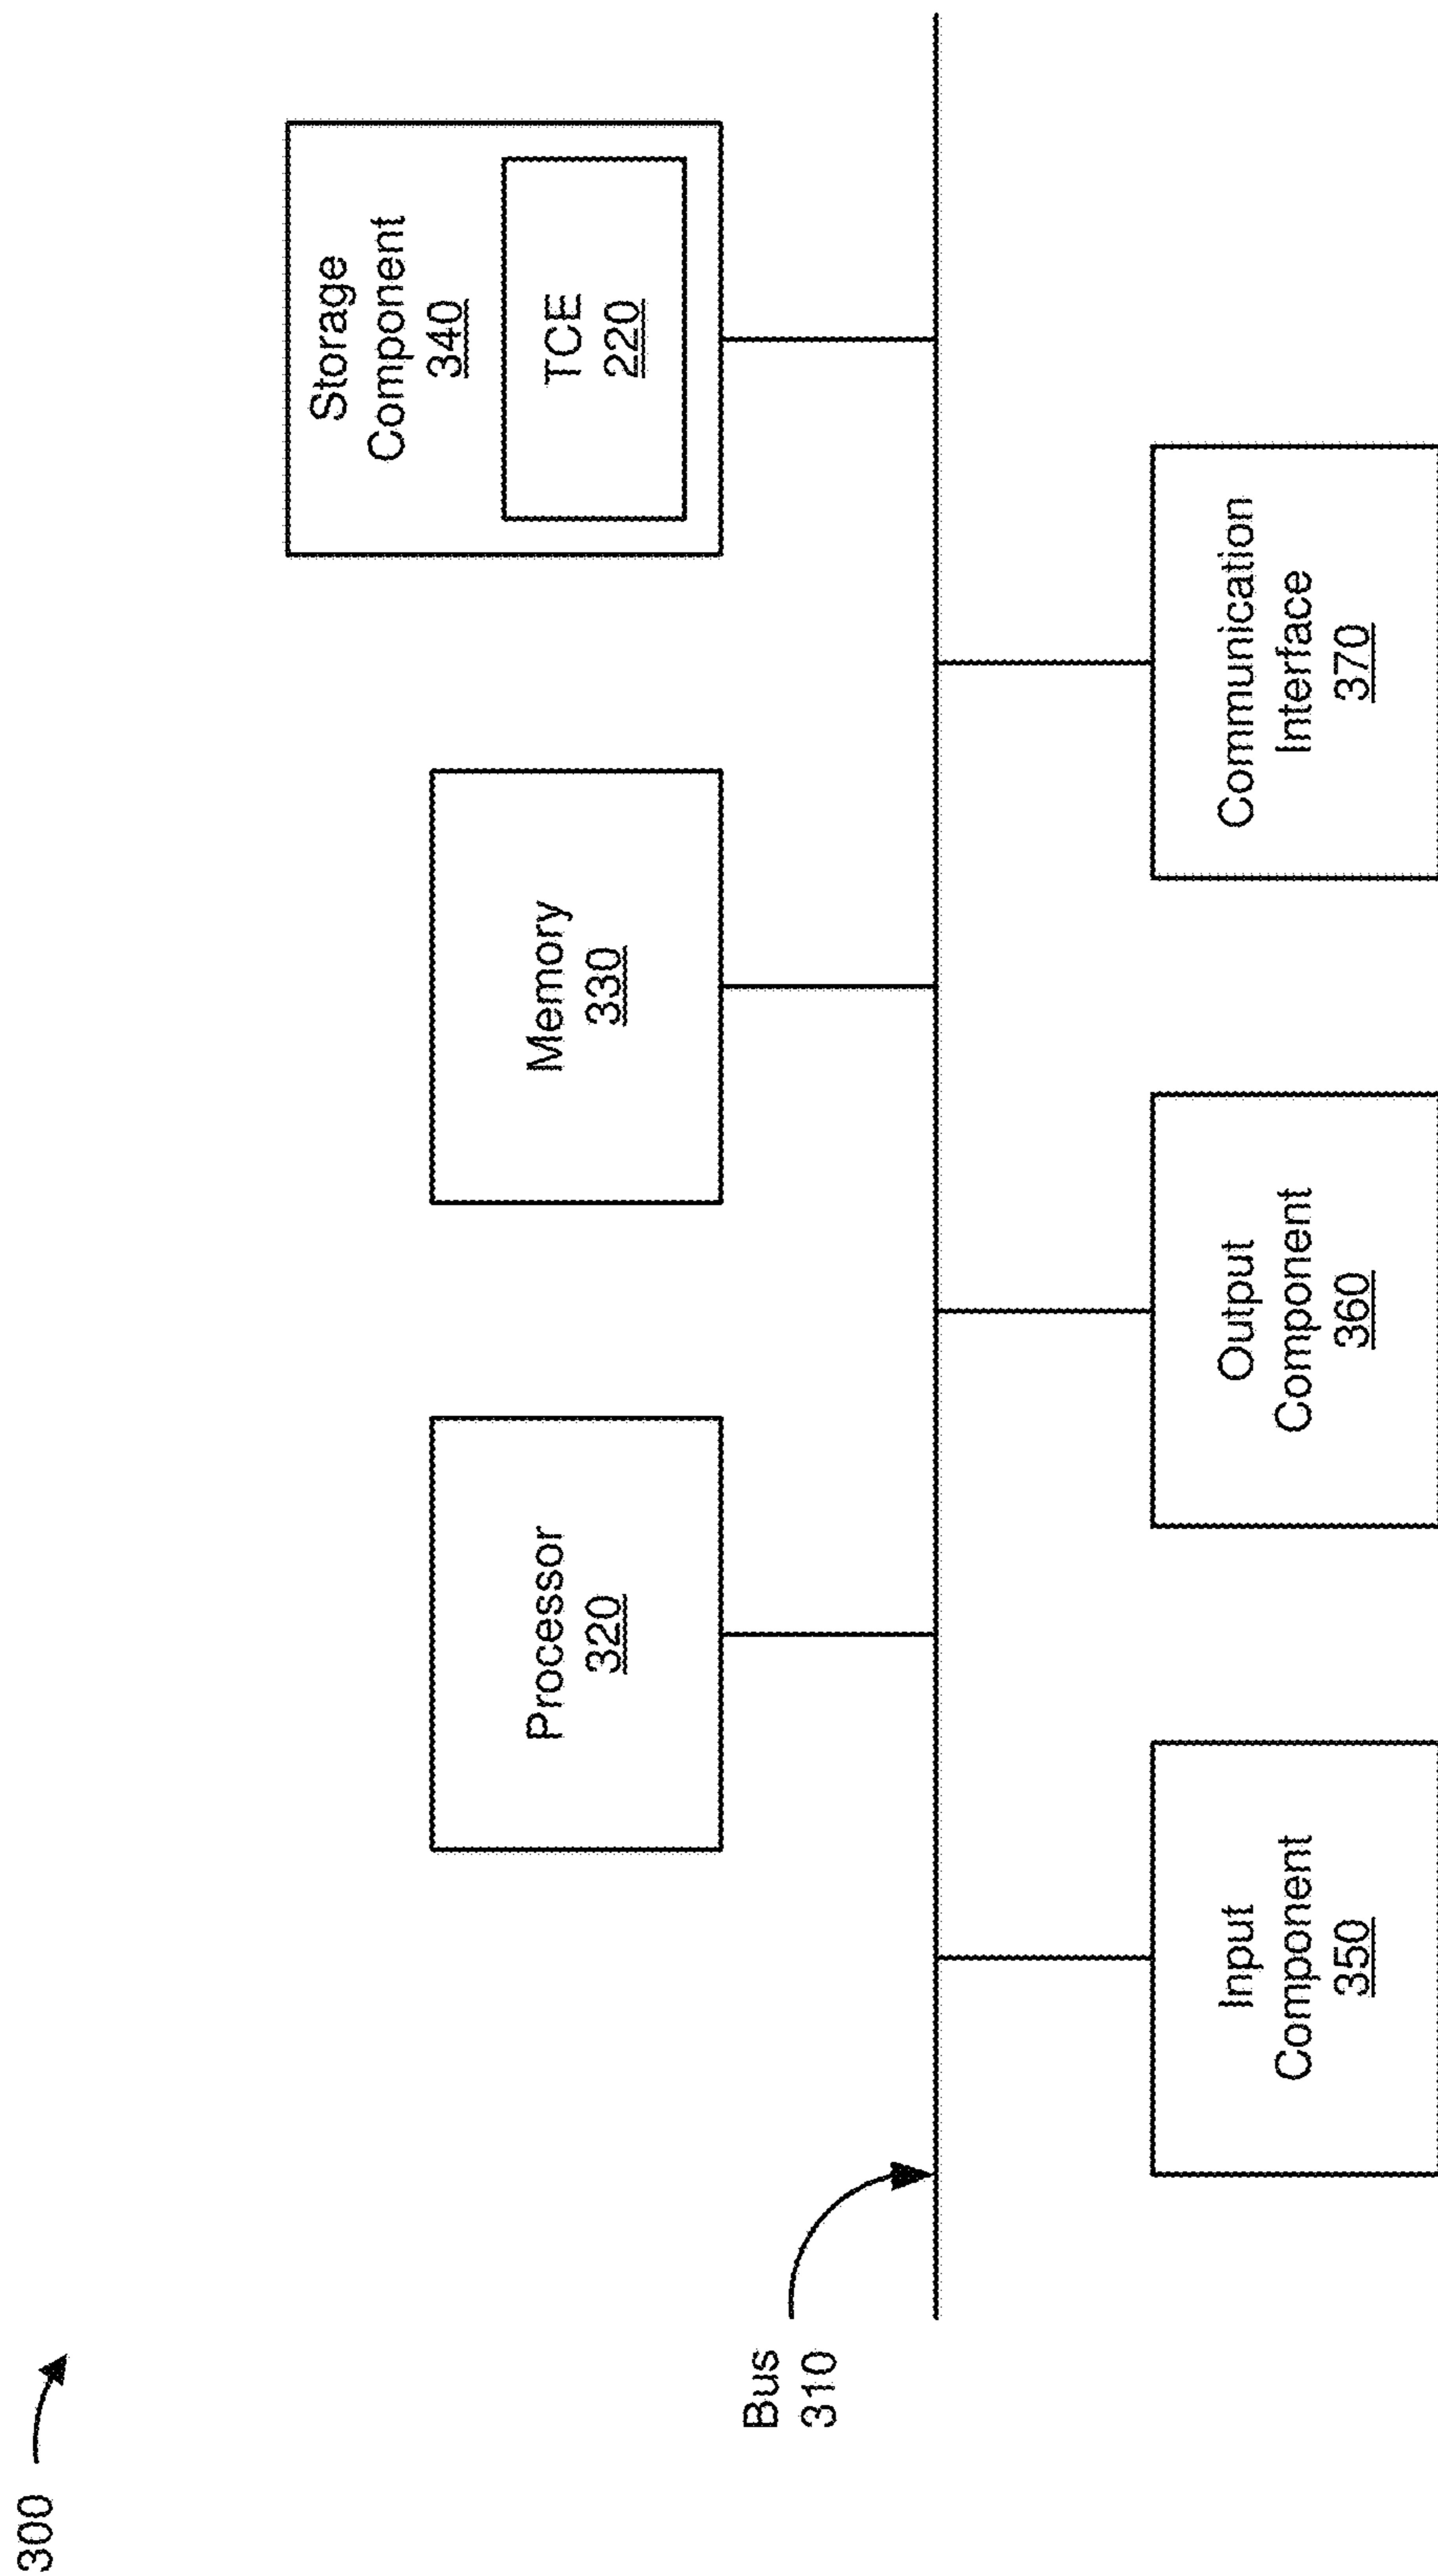 300
Bus
310
Processor
320
Memory
330
Storage
Component
340
TCE
220
Input
Component
350
Output
Component
360
Communication
Interface
370